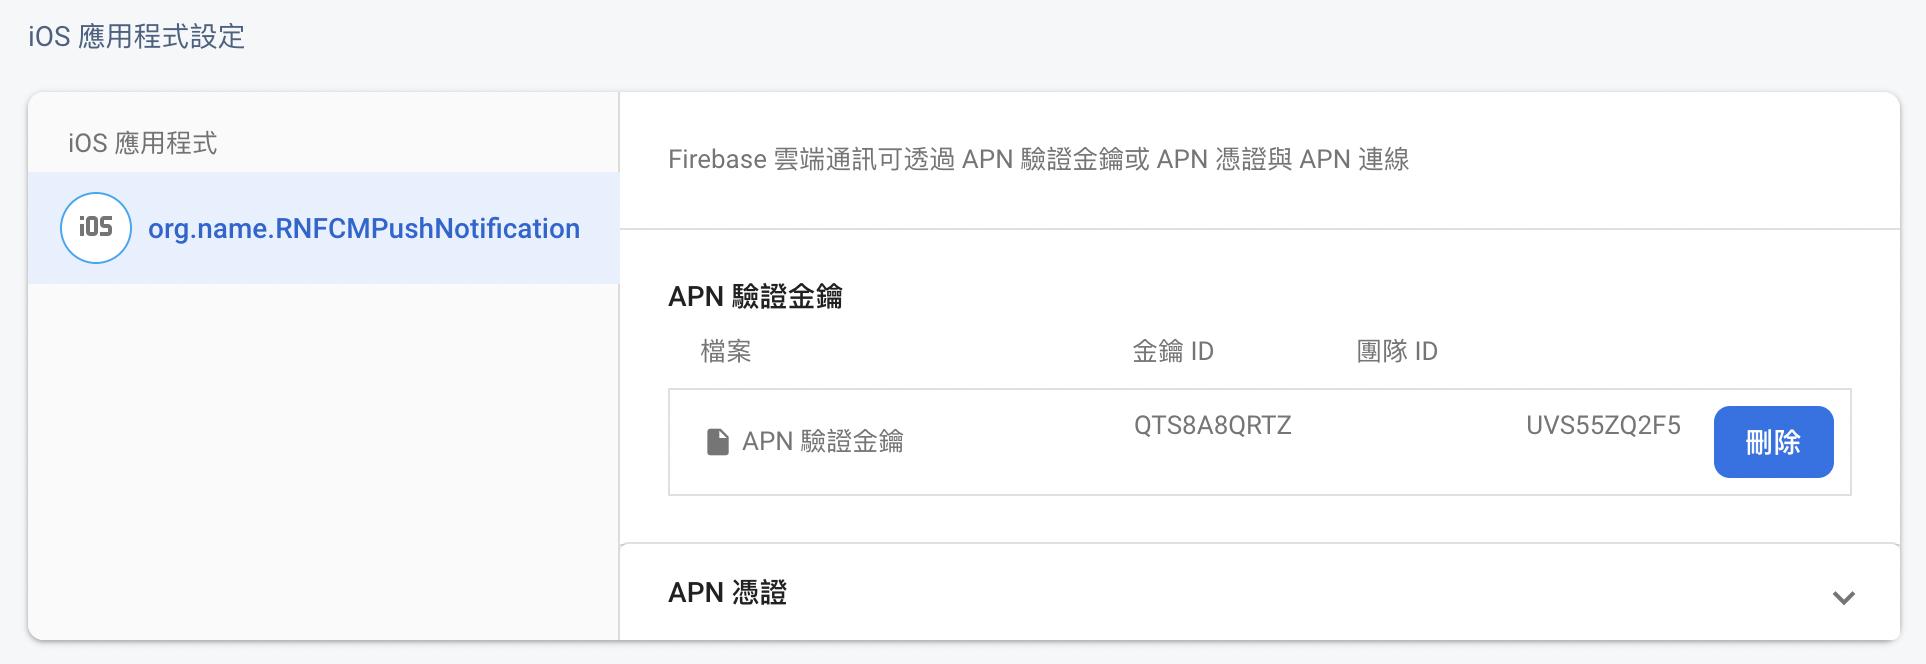 iOS 應用程式設定
iOS 應用程式
iOS org.name.RNFCMPushNotification
Firebase 雲端通訊可透過 APN 驗證金鑰或 APN 憑證與 APN 連線
APN 驗證金鑰
檔案 金鑰 ID 團隊 ID
APN 驗證金鑰 QTS8A8QRTZ UVS55ZQ2F5 刪除
APN 憑證